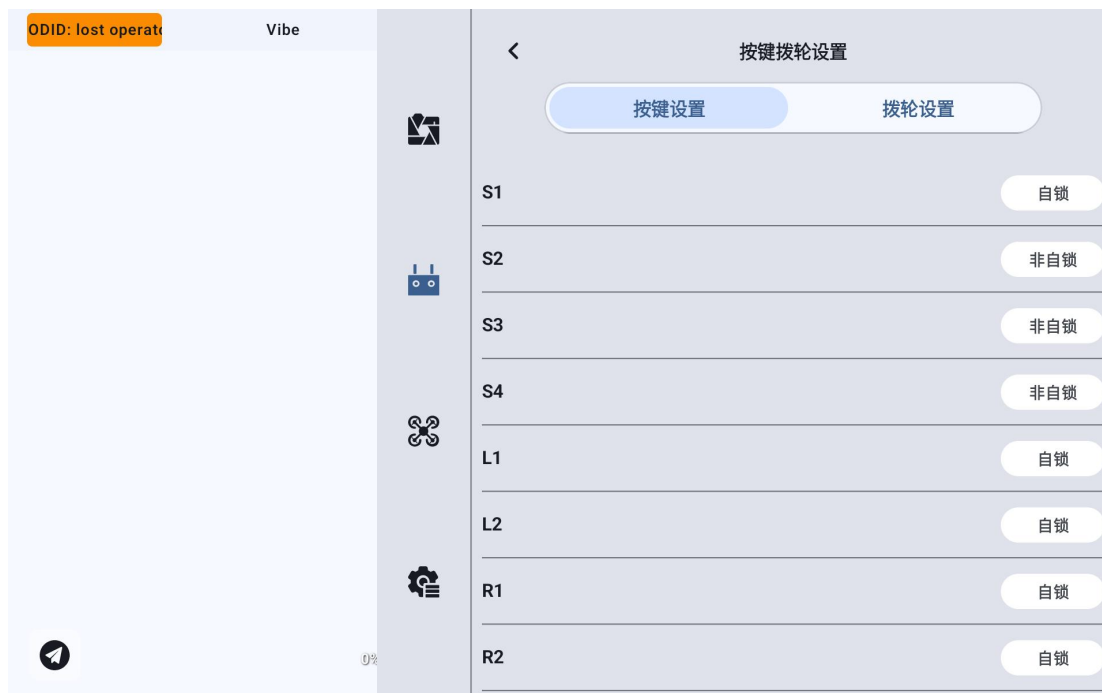 ODID: lost operato
Vibe
按键拨轮设置
按键设置
拨轮设置
S1 自锁
S2 非自锁
S3 非自锁
S4 非自锁
L1 自锁
L2 自锁
R1 自锁
R2 自锁
0%